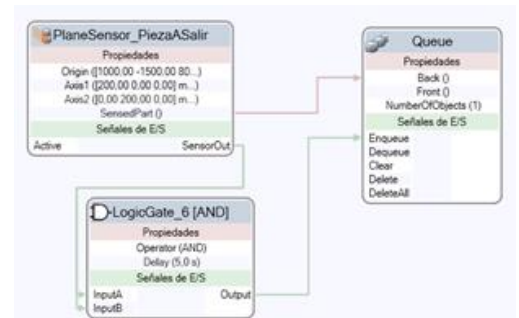 PlaneSensor_PiezaASalir
Propiedades
Origin ([1000,00 -1500,00 80...)
Axis1 ([200,00 0,00 0,00] m...)
Axis2 ([0,00 200,00 0,00] m...)
SensedPart ()
Señales de E/S
Active SensorOut
Queue
Propiedades
Back ()
Front ()
NumberOfObjects (1)
Señales de E/S
Enqueue
Dequeue
Clear
Delete
DeleteAll
LogicGate_6 [AND]
Propiedades
Operator (AND)
Delay (5,0 s)
Señales de E/S
InputA Output
InputB